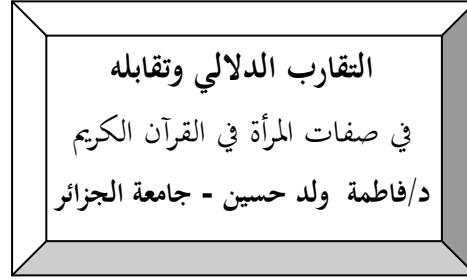 التقارب الدلالي وتقابله
في صفات المرأة في القرآن الكريم
د/فاطمة ولد حسين - جامعة الجزائر